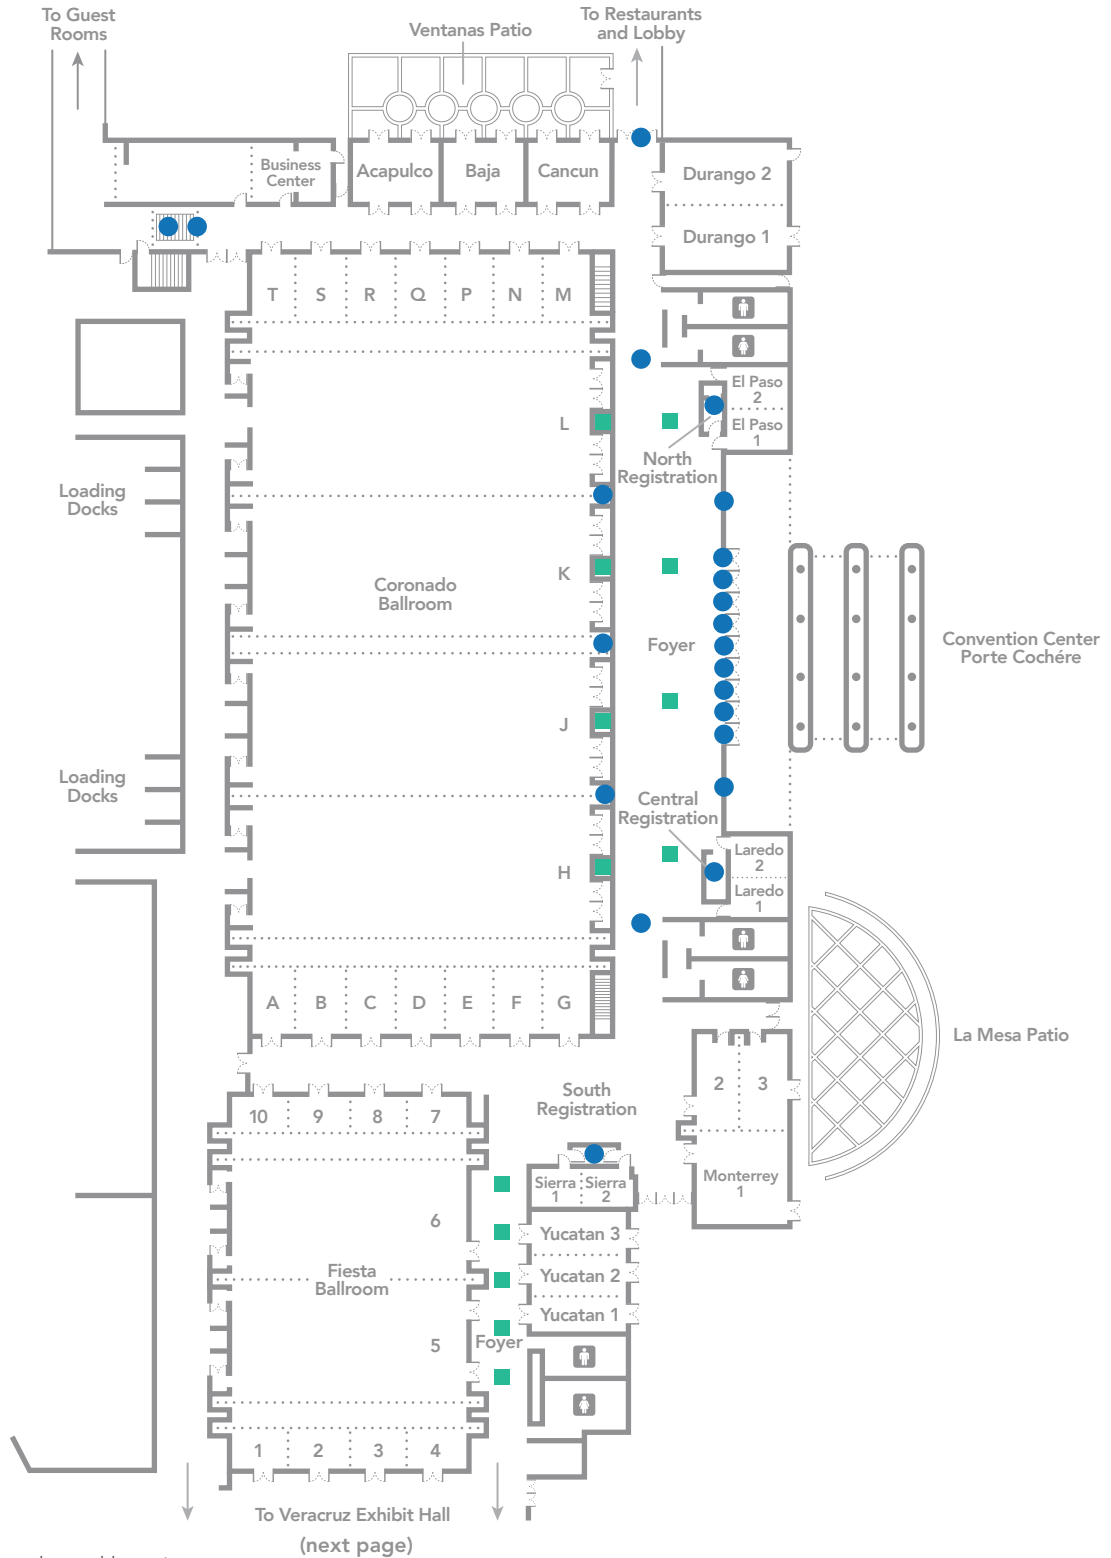 To Guest
Rooms
Ventanas Patio
To Restaurants
and Lobby
Business
Center
Acapulco
Baja
Cancun
Durango 2
Durango 1
T
S
R
Q
P
N
M
El Paso
2
El Paso
1
L
North
Registration
Loading
Docks
K
Coronado
Ballroom
Foyer
Convention Center
Porte Cochére
J
Loading
Docks
Central
Registration
Laredo
2
Laredo
1
H
A
B
C
D
E
F
G
La Mesa Patio
South
Registration
2
3
10
9
8
7
Sierra
1
Sierra
2
Monterrey
1
6
Yucatan 3
Yucatan 2
Yucatan 1
Fiesta
Ballroom
5
Foyer
1
2
3
4
To Veracruz Exhibit Hall
(next page)